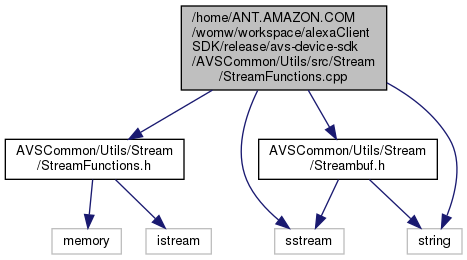 /home/ANT.AMAZON.COM
/womw/workspace/alexaClient
SDK/release/avs-device-sdk
/AVSCommon/Utils/src/Stream
/StreamFunctions.cpp
AVSCommon/Utils/Stream
/StreamFunctions.h
AVSCommon/Utils/Stream
/Streambuf.h
memory
istream
sstream
string